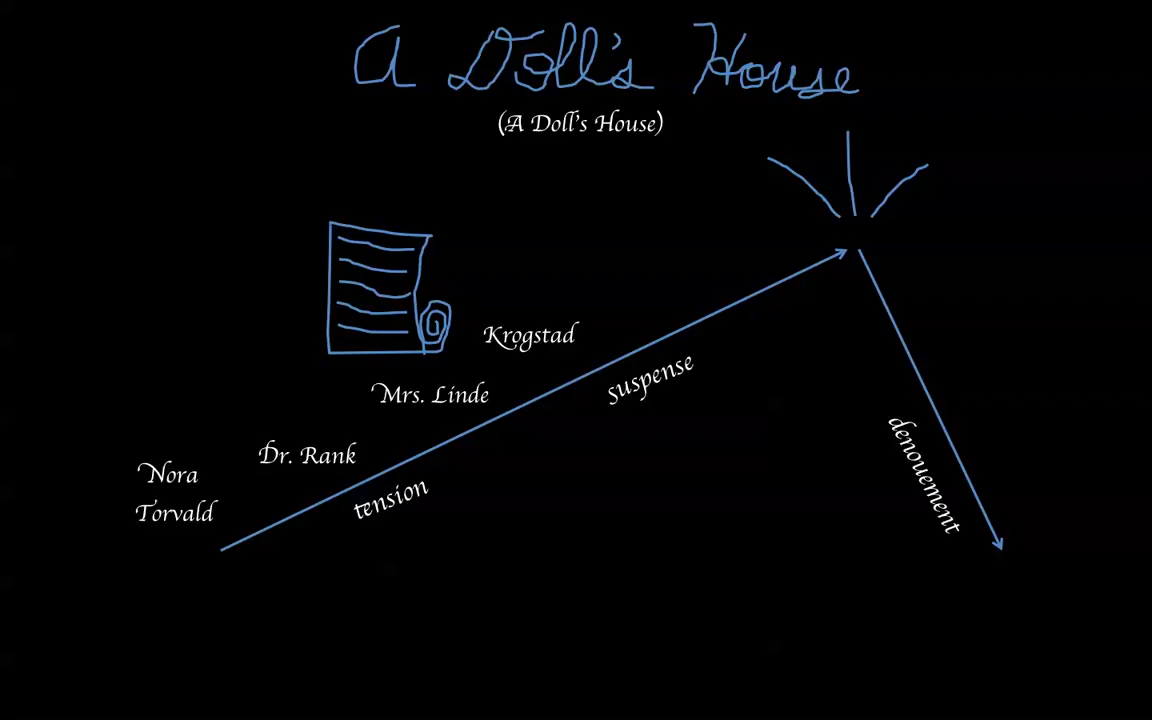 A Doll's House
(A Doll's House)
Krogstad
suspense
Mrs. Linde
Dr. Rank
Nora
Torvald
tension
denouement